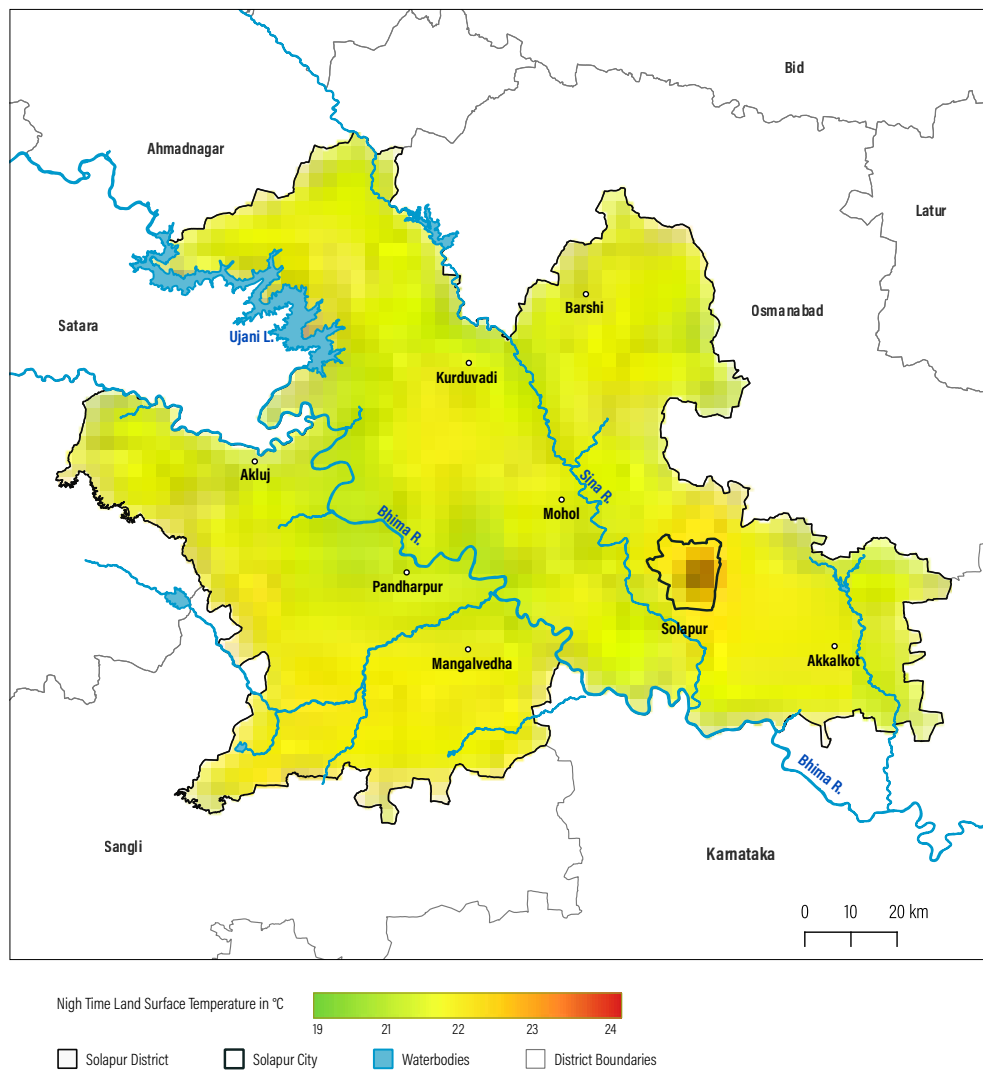 Bid
Ahmadnagar
Latur
Barshi
Osmanabad
Satara
Ujani L.
Kurduvadi
Akluj
Sina R.
Mohol
Bhima R.
Pandharpur
Solapur
Mangalvedha
Akkalkot
Bhima R.
Sangli
Karnataka
0 10 20 km
Nigh Time Land Surface Temperature in °C
19 21 22 23 24
Solapur District Solapur City Waterbodies District Boundaries